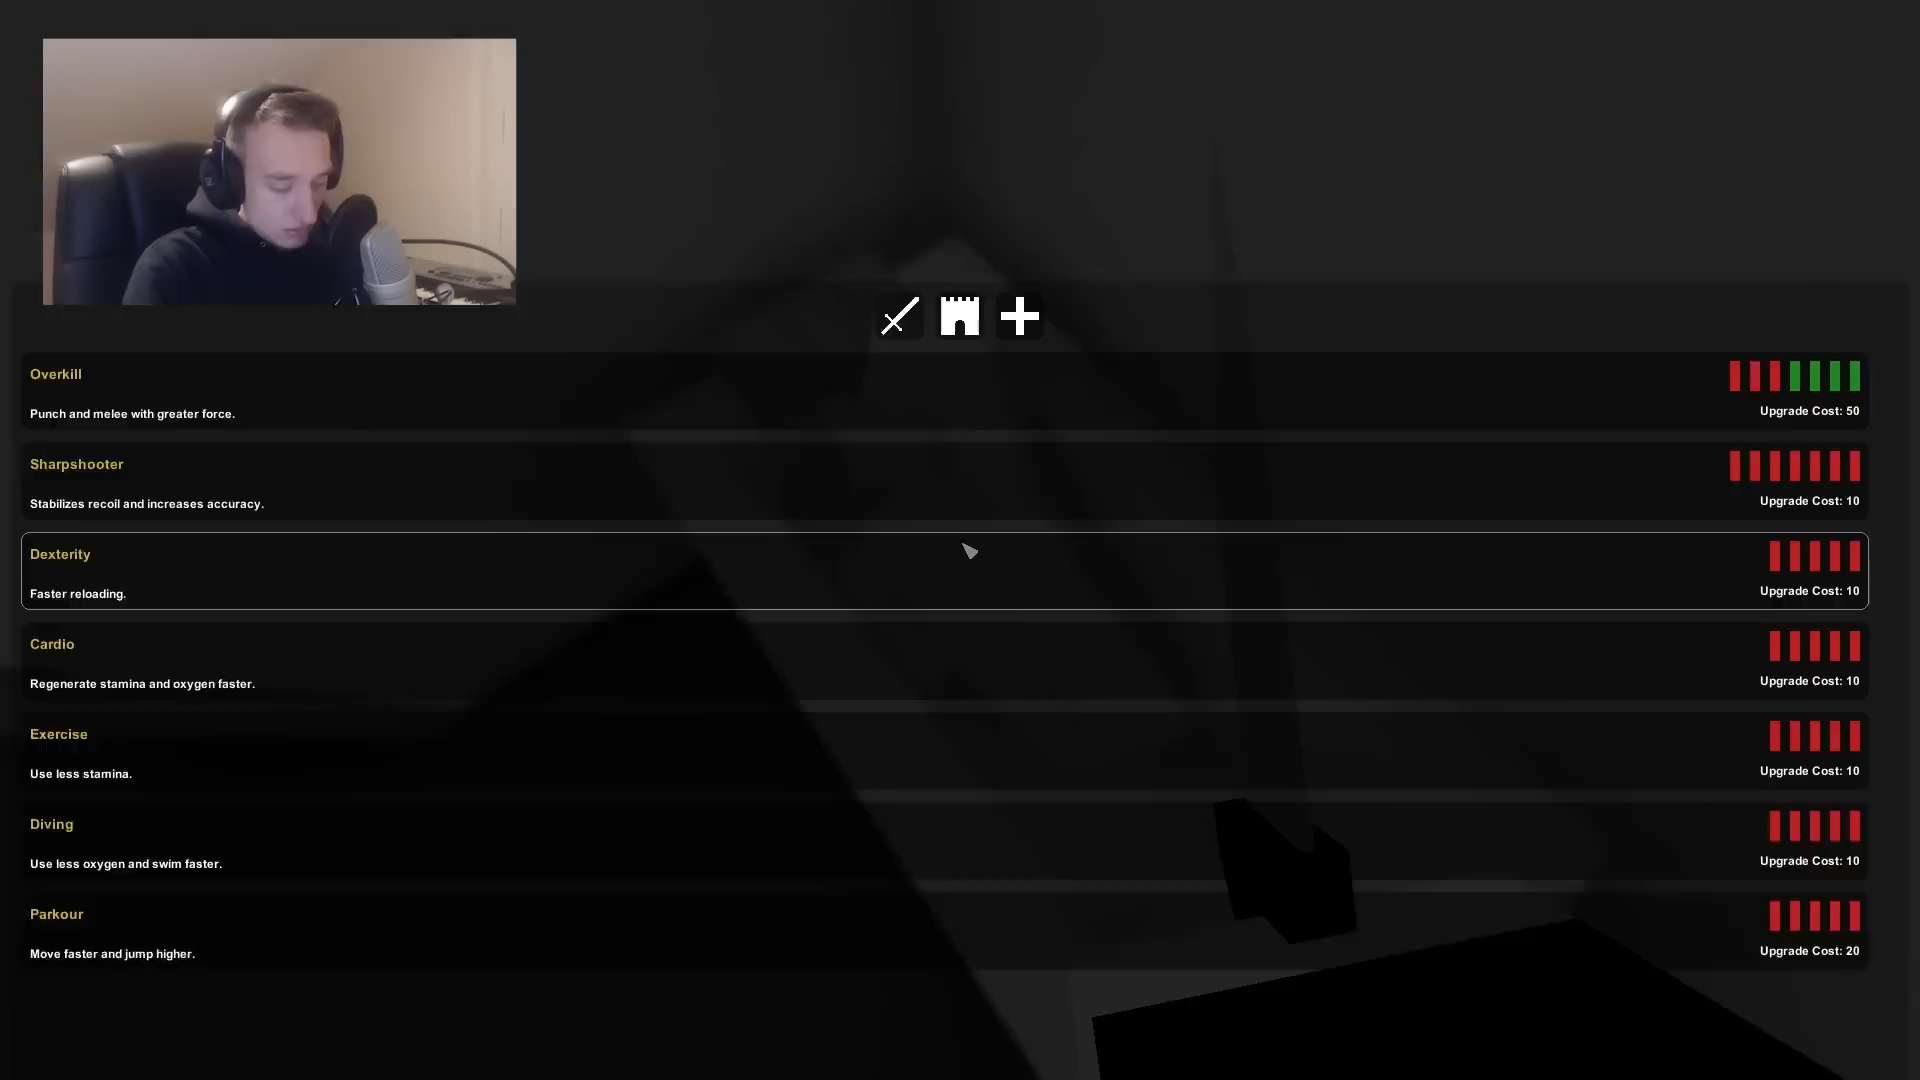 Overkill
Punch and melee with greater force.
Upgrade Cost: 50
Sharpshooter
Stabilizes recoil and increases accuracy.
Upgrade Cost: 10
Dexterity
Faster reloading.
Upgrade Cost: 10
Cardio
Regenerate stamina and oxygen faster.
Upgrade Cost: 10
Exercise
Use less stamina.
Upgrade Cost: 10
Diving
Use less oxygen and swim faster.
Upgrade Cost: 10
Parkour
Move faster and jump higher.
Upgrade Cost: 20